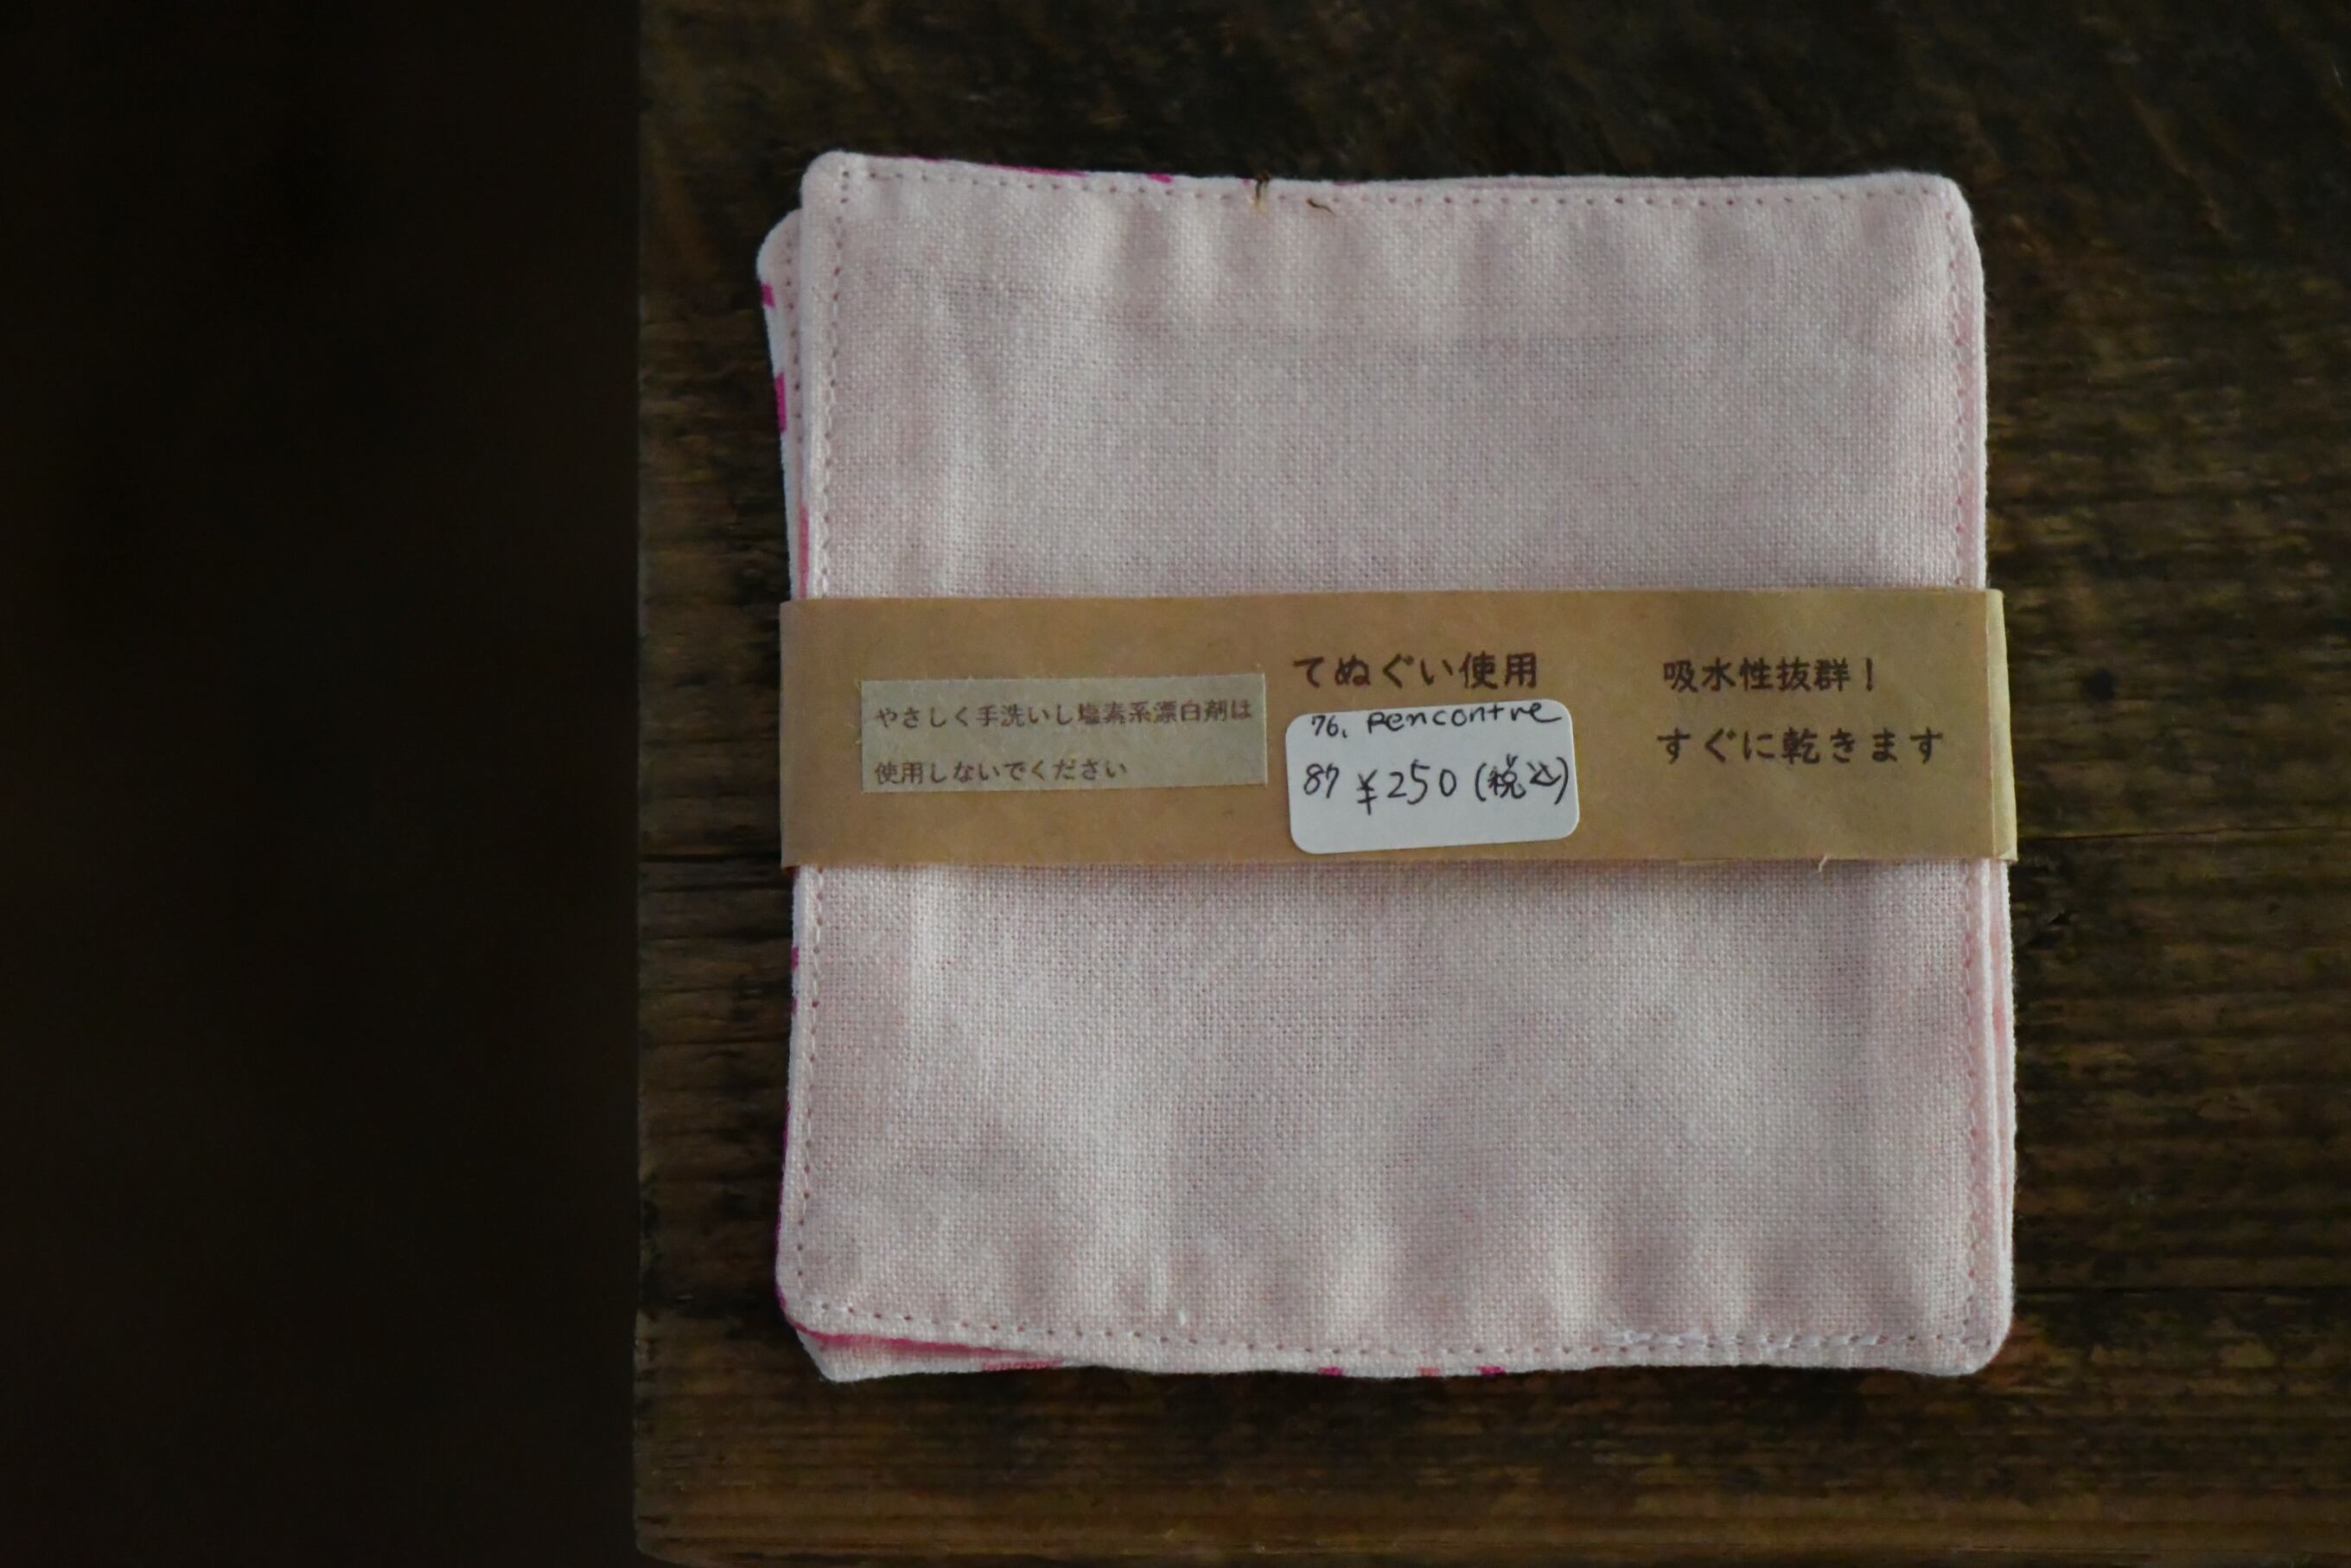 やさしく手洗いし塩素系漂白剤は
使用しないでください
てぬぐい使用
76. Rencontre
87 ¥250 (税込)
吸水性抜群！
すぐに乾きます